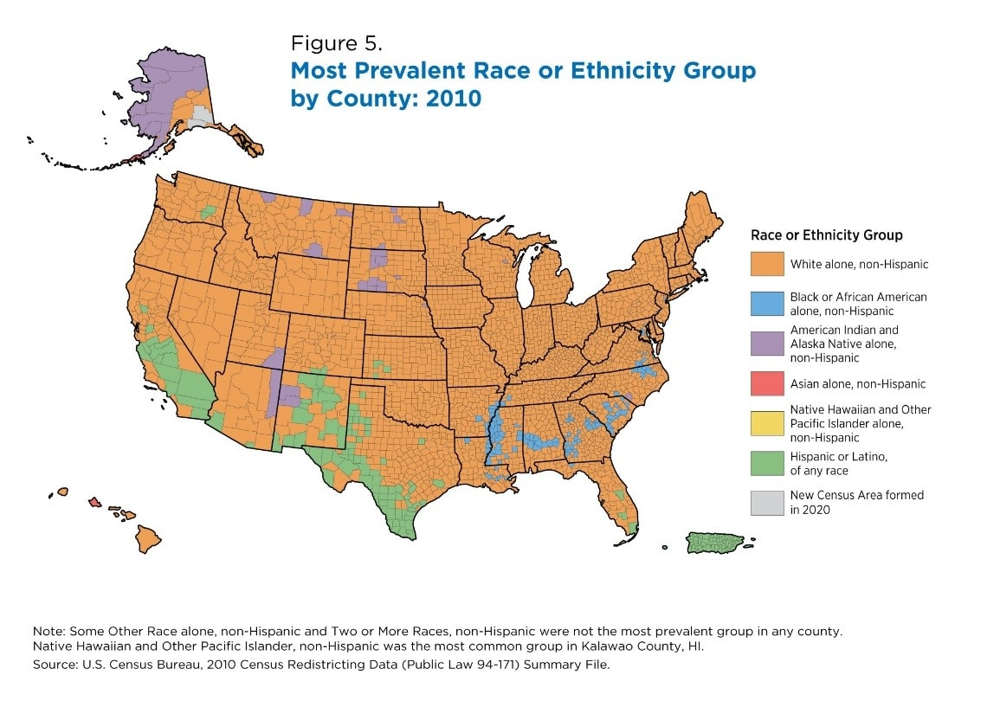 Figure 5.
Most Prevalent Race or Ethnicity Group
by County: 2010
Race or Ethnicity Group
White alone, non-Hispanic
Black or African American
alone, non-Hispanic
American Indian and
Alaska Native alone,
non-Hispanic
Asian alone, non-Hispanic
Native Hawaiian and Other
Pacific Islander alone,
non-Hispanic
Hispanic or Latino,
of any race
New Census Area formed
in 2020
Note: Some Other Race alone, non-Hispanic and Two or More Races, non-Hispanic were not the most prevalent group in any county.
Native Hawaiian and Other Pacific Islander, non-Hispanic was the most common group in Kalawao County, HI.
Source: U.S. Census Bureau, 2010 Census Redistricting Data (Public Law 94-171) Summary File.